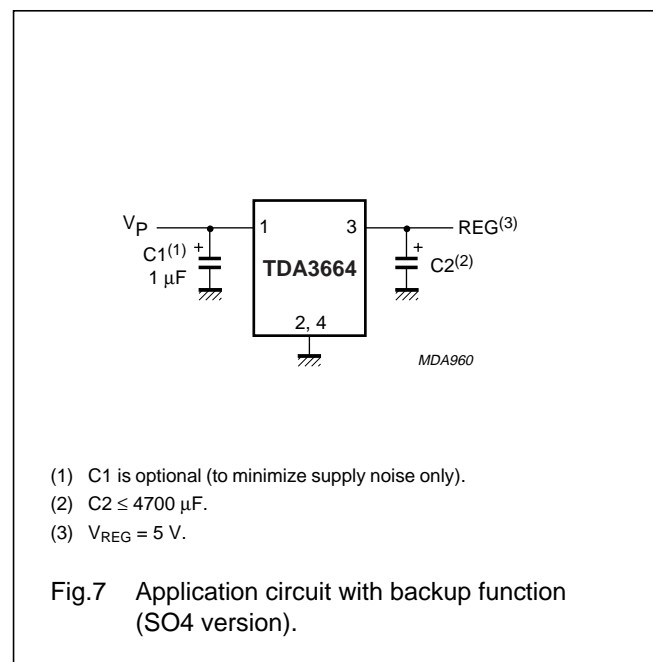 VP
1
3
REG(3)
C1(1)
+
1 μF
TDA3664
+
C2(2)
2, 4
MDA960
(1) C1 is optional (to minimize supply noise only).
(2) C2 ≤ 4700 μF.
(3) VREG = 5 V.
Fig.7 Application circuit with backup function
(SO4 version).